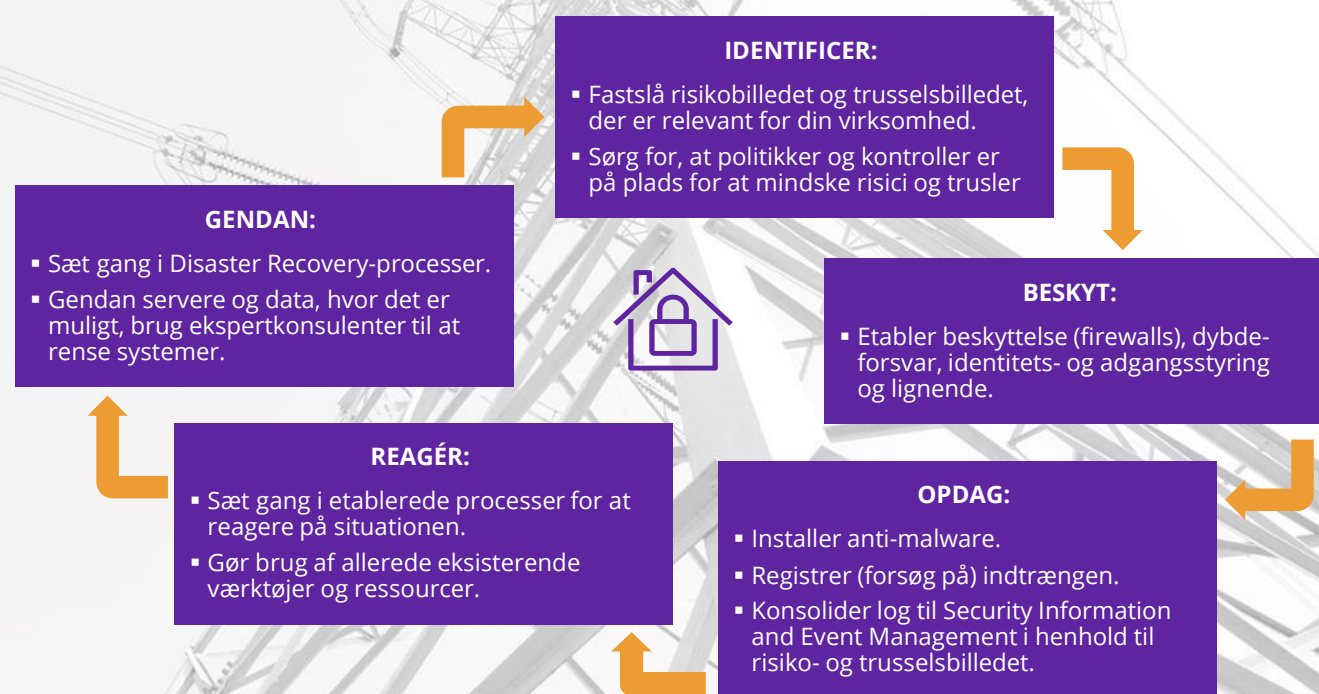 IDENTIFICER:
▪ Fastslå risikobilledet og trusselsbilledet,
der er relevant for din virksomhed.
▪ Sørg for, at politikker og kontroller er
på plads for at mindske risici og trusler
BESKYT:
▪ Etabler beskyttelse (firewalls), dybde-
forsvar, identitets- og adgangsstyring
og lignende.
OPDAG:
▪ Installer anti-malware.
▪ Registrer (forsøg på) indtrængen.
▪ Konsolider log til Security Information
and Event Management i henhold til
risiko- og trusselsbilledet.
REAGÉR:
▪ Sæt gang i etablerede processer for at
reagere på situationen.
▪ Gør brug af allerede eksisterende
værktøjer og ressourcer.
GENDAN:
▪ Sæt gang i Disaster Recovery-processer.
▪ Gendan servere og data, hvor det er
muligt, brug ekspertkonsulenter til at
rense systemer.